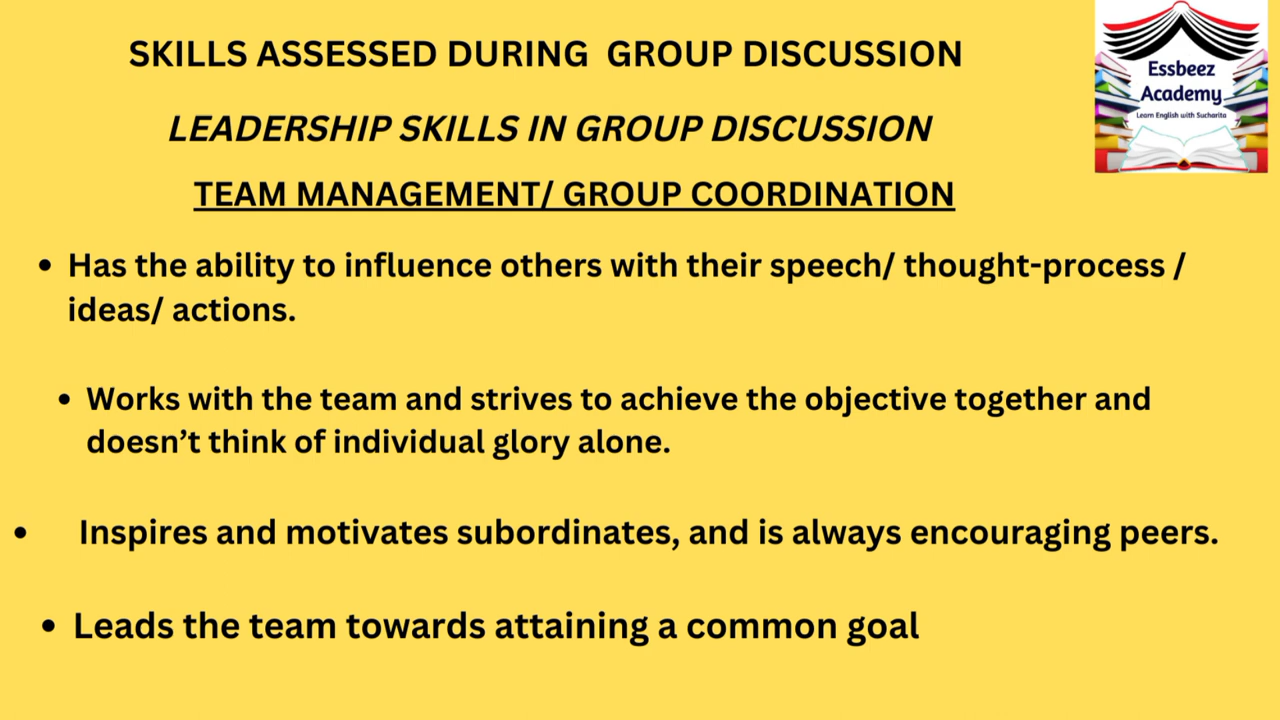 SKILLS ASSESSED DURING GROUP DISCUSSION
Essbeez
Academy
Learn English with Sucharita
LEADERSHIP SKILLS IN GROUP DISCUSSION
TEAM MANAGEMENT/ GROUP COORDINATION
• Has the ability to influence others with their speech/ thought-process /
ideas/ actions.
• Works with the team and strives to achieve the objective together and
doesn’t think of individual glory alone.
• Inspires and motivates subordinates, and is always encouraging peers.
• Leads the team towards attaining a common goal